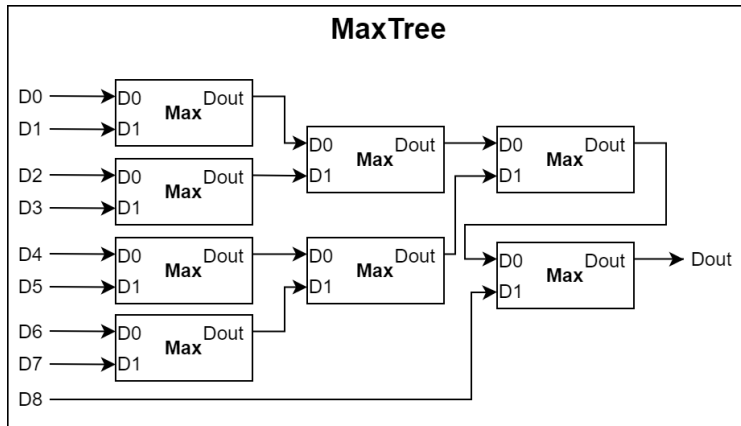 MaxTree
D0
D1
D0
D1
Max
Dout
D2
D3
D0
D1
Max
Dout
D4
D5
D0
D1
Max
Dout
D6
D7
D0
D1
Max
Dout
D8
D0
D1
Max
Dout
D0
D1
Max
Dout
D0
D1
Max
Dout
D0
D1
Max
Dout
Dout